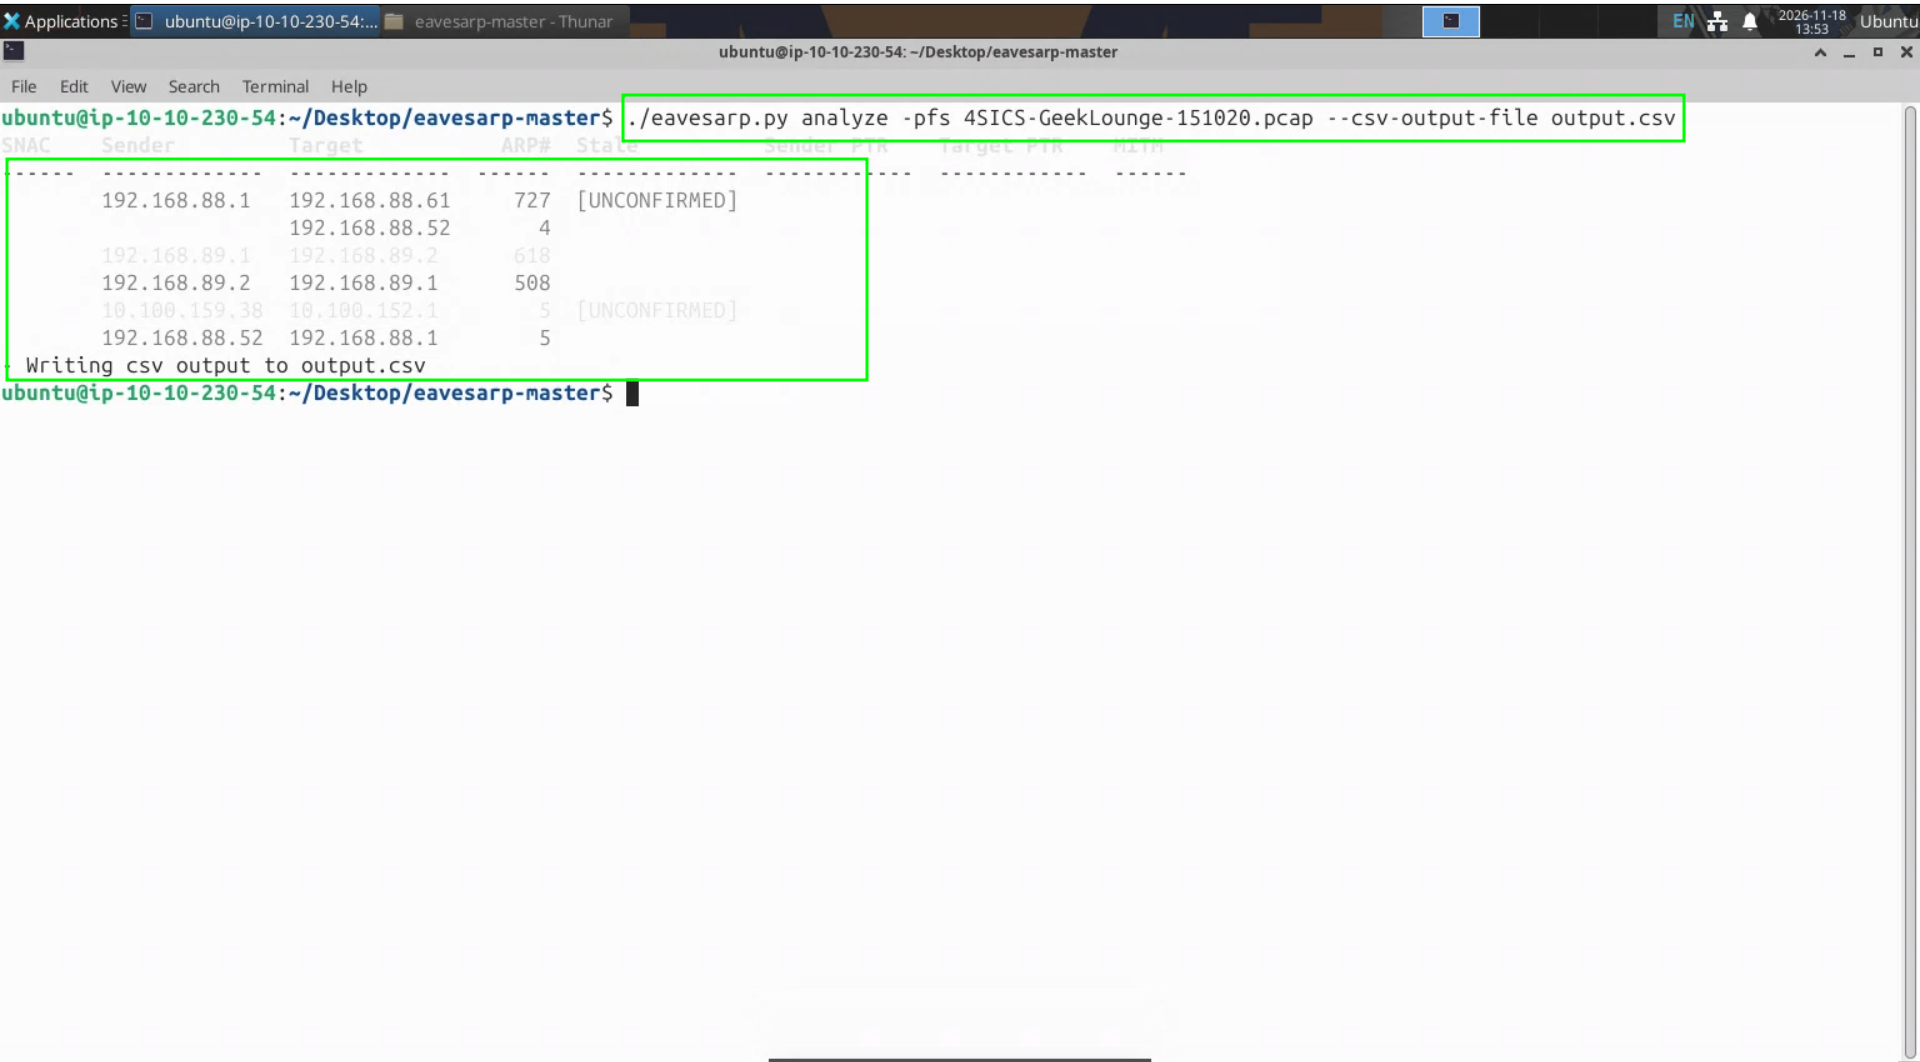 Applications
ubuntu@ip-10-10-230-54:...
eavesarp-master - Thunar
EN
2026-11-18
13:53
Ubuntu
ubuntu@ip-10-10-230-54: ~/Desktop/eavesarp-master
File Edit View Search Terminal Help
ubuntu@ip-10-10-230-54:~/Desktop/eavesarp-master$ ./eavesarp.py analyze -pfs 4SICS-GeekLounge-151020.pcap --csv-output-file output.csv
SNAC Sender Target ARP# Stale Sender PTR Target PTR MITM
------ ------------- ------------- ------ ------------- ------------ ------------ ------
192.168.88.1 192.168.88.61 727 [UNCONFIRMED]
192.168.88.52 4
192.168.89.1 192.168.89.2 618
192.168.89.2 192.168.89.1 508
10.100.159.38 10.100.152.1 5 [UNCONFIRMED]
192.168.88.52 192.168.88.1 5
- Writing csv output to output.csv
ubuntu@ip-10-10-230-54:~/Desktop/eavesarp-master$